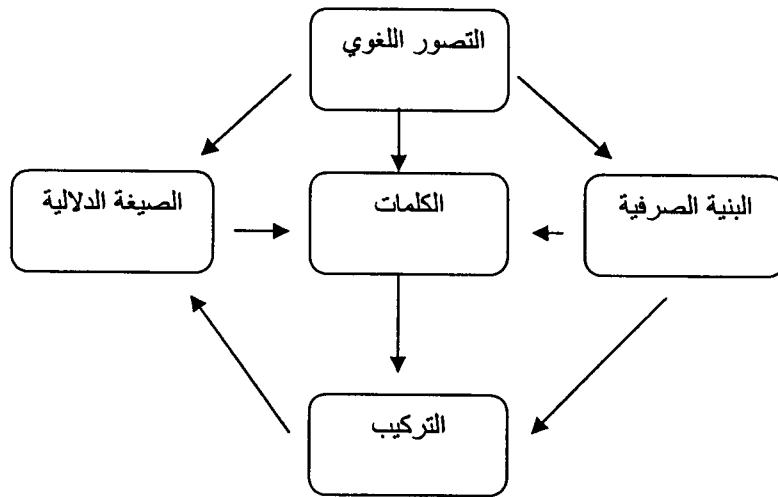 التصور اللغوي
البنية الصرفية
الكلمات
الصيغة الدلالية
التركيب